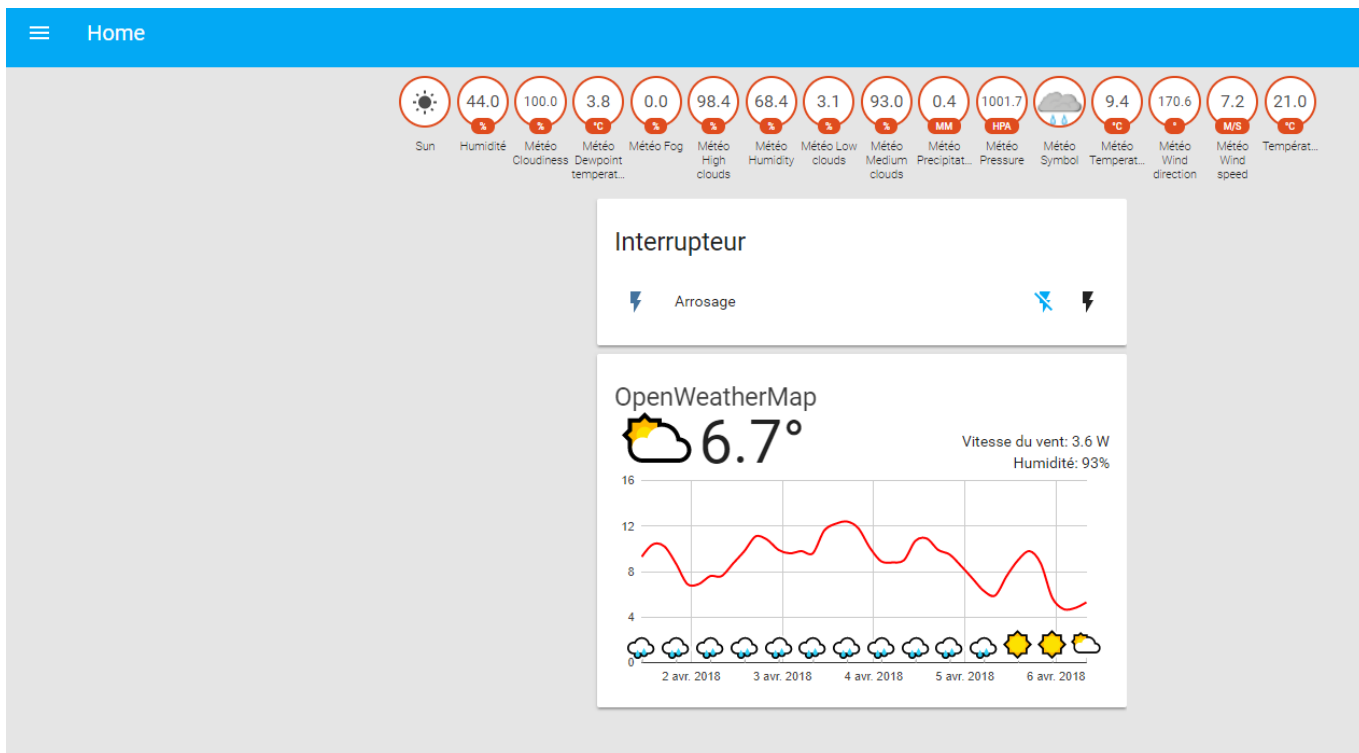 Home
44.0 100.0 3.8 0.0 98.4 68.4 3.1 93.0 0.4 1001.7 9.4 170.6 7.2 21.0
% % °C % % % % % MM HPA °C ° M/S °C
Sun
Humidité
Météo
Cloudiness
Météo
Dewpoint
temperat...
Météo Fog
Météo
High
clouds
Météo
Humidity
Météo Low
clouds
Météo
Medium
clouds
Météo
Precipitat...
Météo
Pressure
Météo
Symbol
Météo
Temperat...
Météo
Wind
direction
Météo
Wind
speed
Températ...
Interrupteur
Arrosage
OpenWeatherMap
6.7°
Vitesse du vent: 3.6 W
Humidité: 93%
16
12
8
4
0
2 avr. 2018 3 avr. 2018 4 avr. 2018 5 avr. 2018 6 avr. 2018